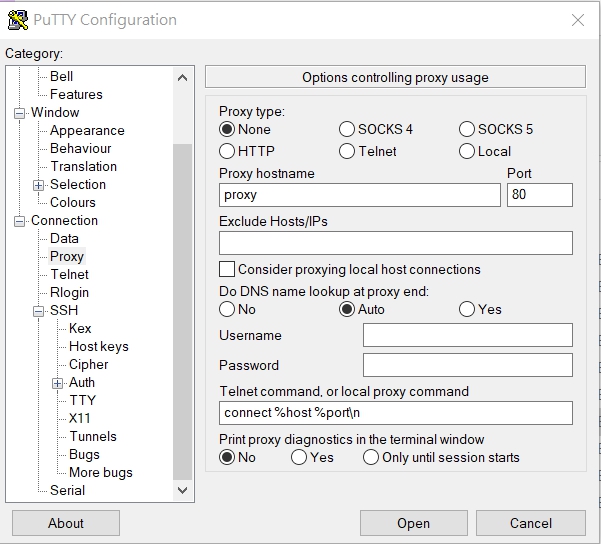 PuTTY Configuration
Category:
Bell
Features
Window
Appearance
Behaviour
Translation
Selection
Colours
Connection
Data
Proxy
Telnet
Rlogin
SSH
Kex
Host keys
Cipher
Auth
TTY
X11
Tunnels
Bugs
More bugs
Serial
Options controlling proxy usage
Proxy type:
None SOCKS 4 SOCKS 5
HTTP Telnet Local
Proxy hostname Port
proxy 80
Exclude Hosts/IPs
Consider proxying local host connections
Do DNS name lookup at proxy end:
No Auto Yes
Username
Password
Telnet command, or local proxy command
connect %host %port\n
Print proxy diagnostics in the terminal window
No Yes Only until session starts
About Open Cancel